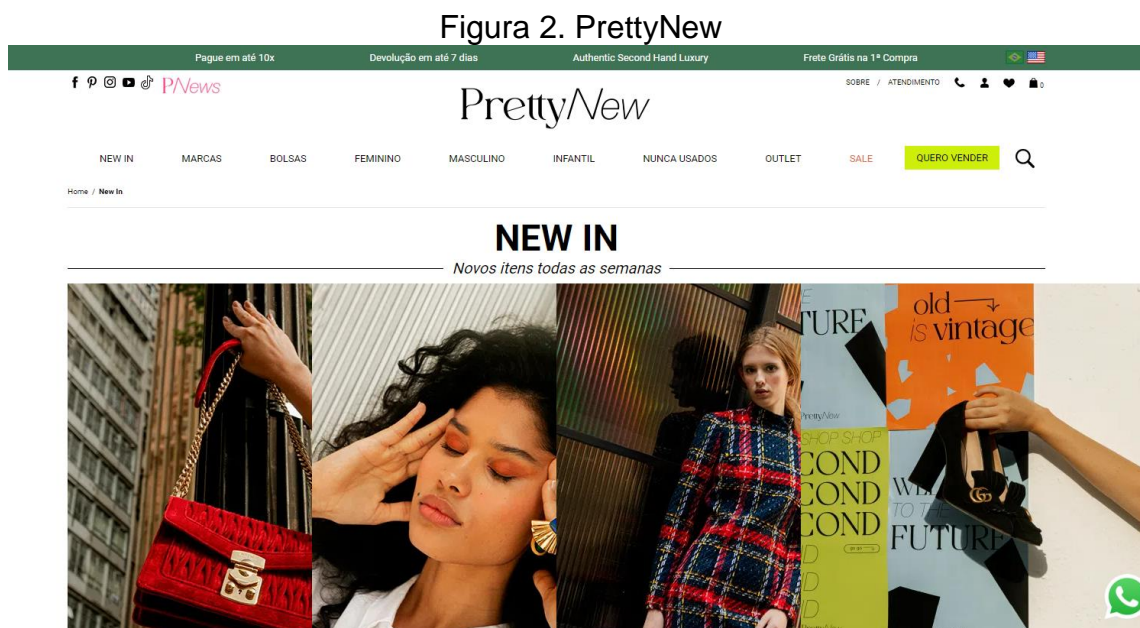 Figura 2. PrettyNew
Pague em até 10x
Devolução em até 7 dias
Authentic Second Hand Luxury
Frete Grátis na 1ª Compra
PNews
SOBRE / ATENDIMENTO
0
PrettyNew
NEW IN
MARCAS
BOLSAS
FEMININO
MASCULINO
INFANTIL
NUNCA USADOS
OUTLET
SALE
QUERO VENDER
Home / New In
NEW IN
Novos itens todas as semanas
TURE
old
is vintage
PrettyNew
SHOP SHOP
COND
COND
COND
WEL
TO THE
FUTURE